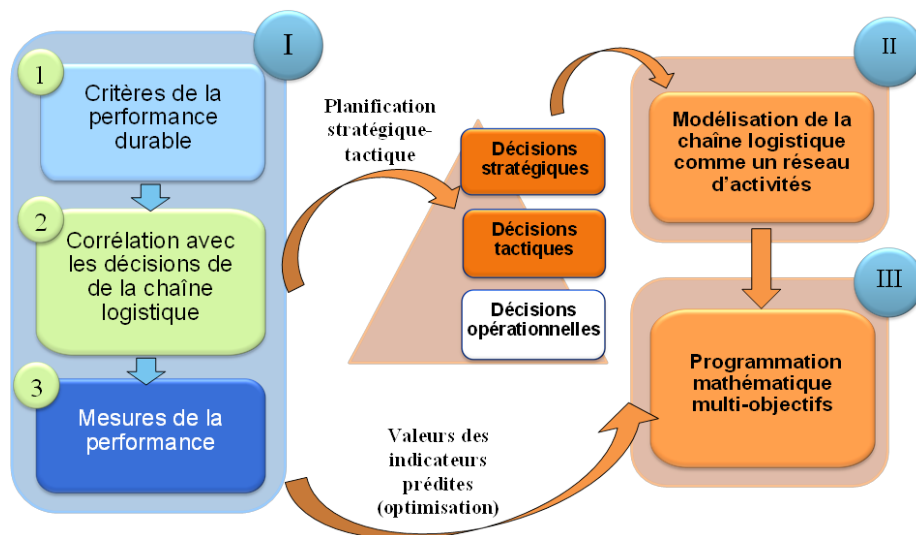 I
1
Critères de la
performance
durable
2
Corrélation avec
les décisions de
de la chaîne
logistique
3
Mesures de la
performance
Planification
stratégique-
tactique
Décisions
stratégiques
Décisions
tactiques
Décisions
opérationnelles
Valeurs des
indicateurs
prédites
(optimisation)
II
Modélisation de la
chaîne logistique
comme un réseau
d'activités
III
Programmation
mathématique
multi-objectifs